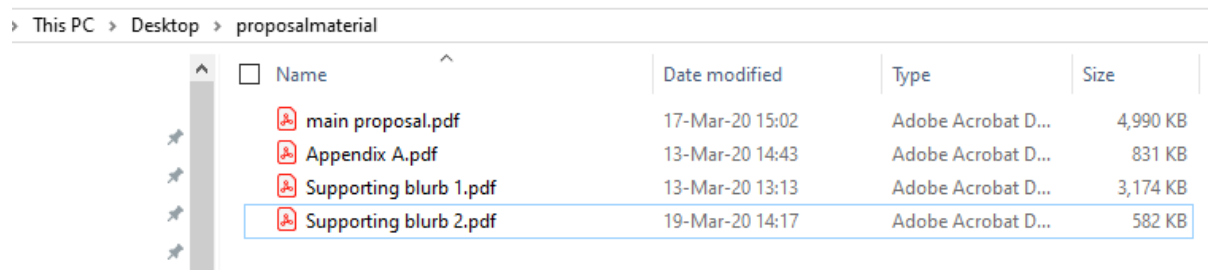 This PC > Desktop > proposalmaterial
Name Date modified Type Size
main proposal.pdf 17-Mar-20 15:02 Adobe Acrobat D... 4,990 KB
Appendix A.pdf 13-Mar-20 14:43 Adobe Acrobat D... 831 KB
Supporting blurb 1.pdf 13-Mar-20 13:13 Adobe Acrobat D... 3,174 KB
Supporting blurb 2.pdf 19-Mar-20 14:17 Adobe Acrobat D... 582 KB